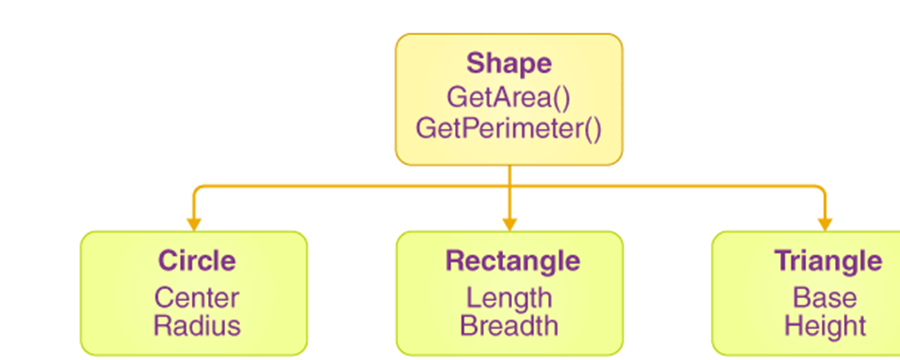 Shape
GetArea()
GetPerimeter()
Circle
Center
Radius
Rectangle
Length
Breadth
Triangle
Base
Height